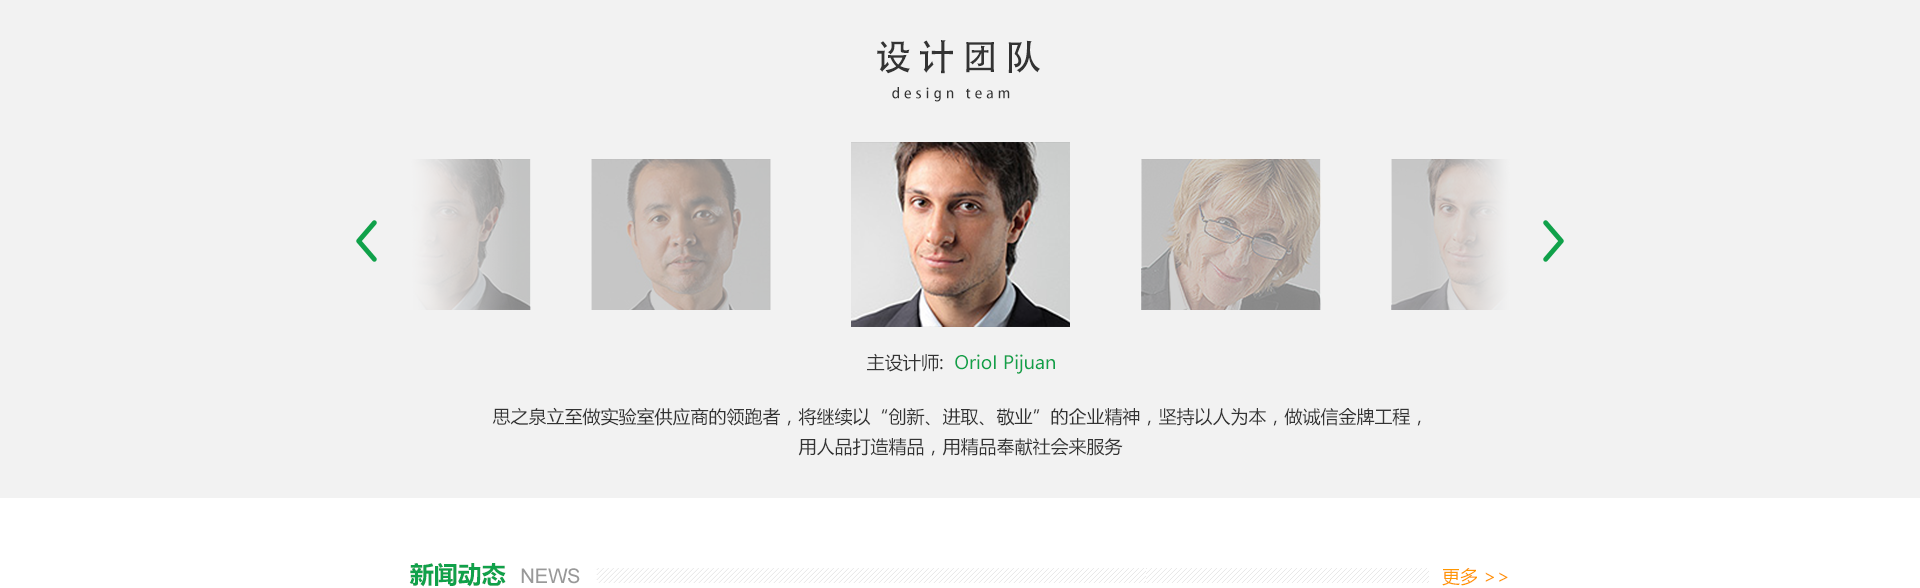 设计团队
design team
主设计师: Oriol Pijuan
思之泉立至做实验室供应商的领跑者，将继续以“创新、进取、敬业”的企业精神，坚持以人为本，做诚信金牌工程，
用人品打造精品，用精品奉献社会来服务
新闻动态 NEWS 更多 >>